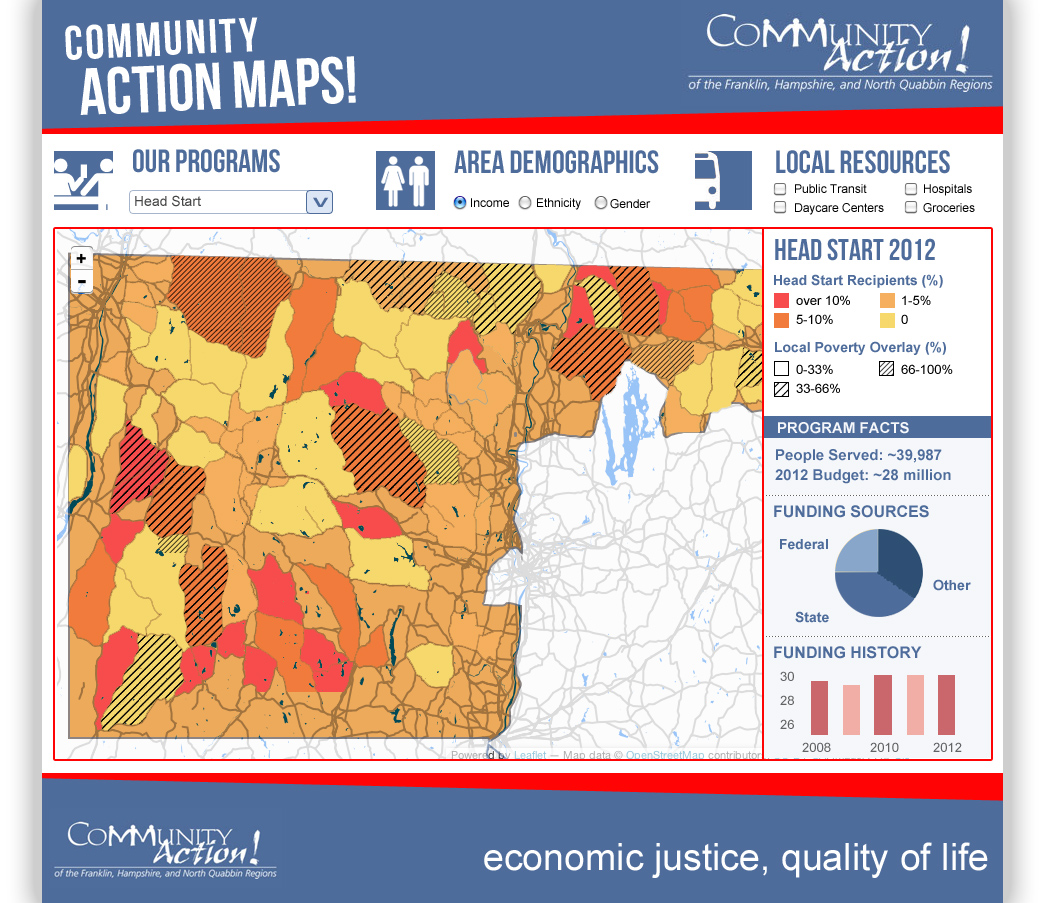 COMMUNITY
ACTION MAPS!
COMMUNITY
Action!
of the Franklin, Hampshire, and North Quabbin Regions
OUR PROGRAMS
Head Start
AREA DEMOGRAPHICS
Income Ethnicity Gender
LOCAL RESOURCES
Public Transit Hospitals
Daycare Centers Groceries
+
-
HEAD START 2012
Head Start Recipients (%)
over 10% 1-5%
5-10% 0
Local Poverty Overlay (%)
0-33% 66-100%
33-66%
PROGRAM FACTS
People Served: ~39,987
2012 Budget: ~28 million
FUNDING SOURCES
Federal
Other
State
FUNDING HISTORY
30
28
26
2008 2010 2012
Powered by Leaflet — Map data © OpenStreetMap contributor
COMMUNITY
Action!
of the Franklin, Hampshire, and North Quabbin Regions
economic justice, quality of life